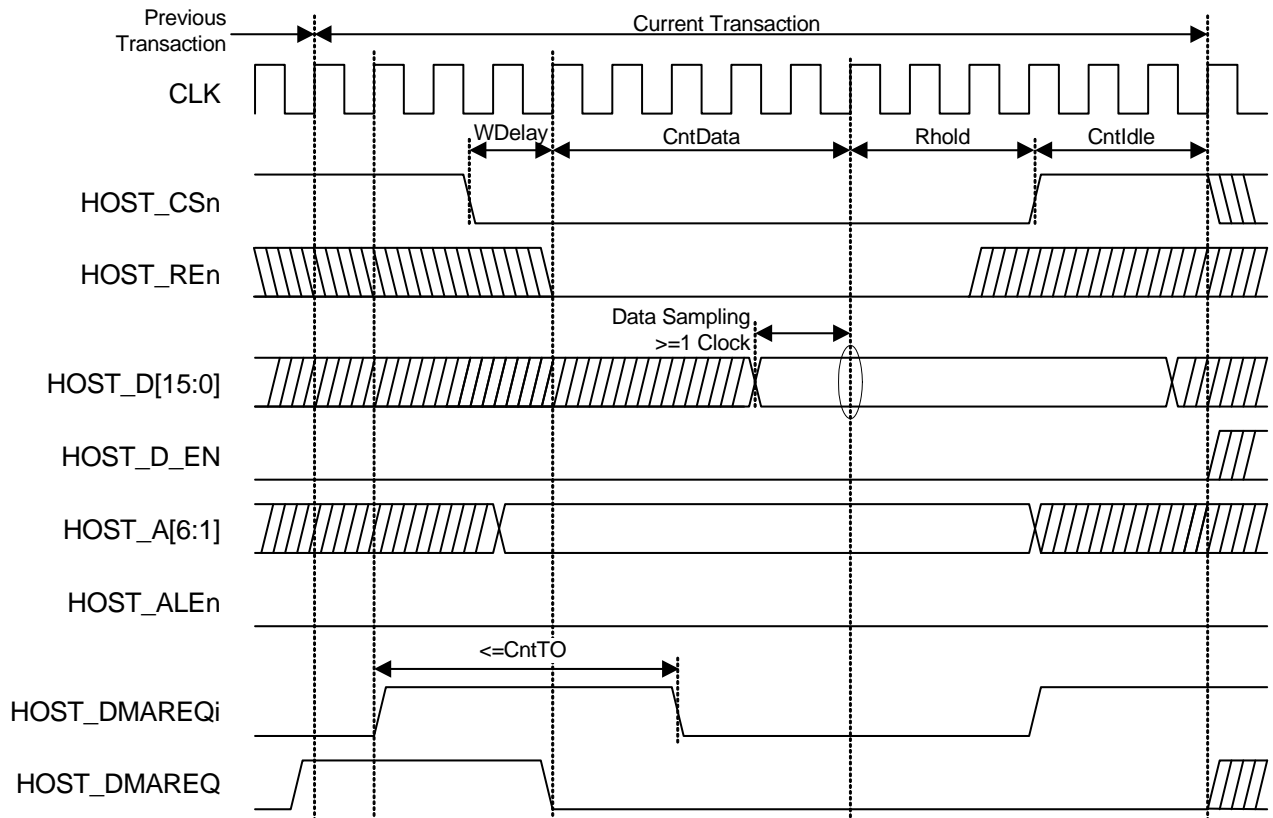 Previous
Transaction
Current Transaction
CLK
WDelay
CntData
Rhold
CntIdle
HOST_CSn
HOST_REn
Data Sampling
>=1 Clock
HOST_D[15:0]
HOST_D_EN
HOST_A[6:1]
HOST_ALEn
<=CntTO
HOST_DMAREQi
HOST_DMAREQ